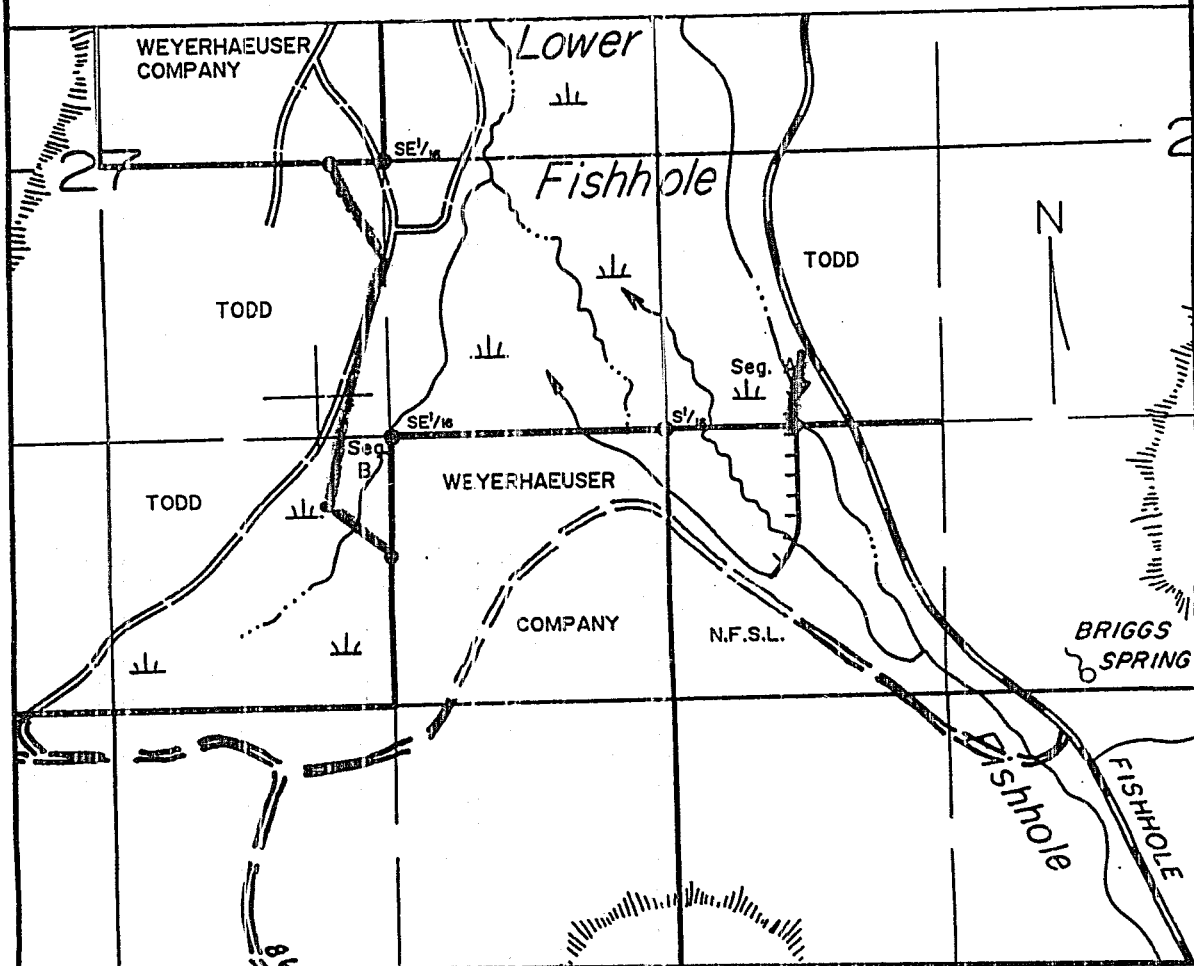 WEYERHAEUSER
COMPANY
Lower
27
SE1/16
Fishhole
2
N
TODD
TODD
Seg. A
SE1/16
S1/16
Seg.
B
TODD
WEYERHAEUSER
COMPANY
N.F.S.L.
BRIGGS
SPRING
Fishhole
FISHHOLE